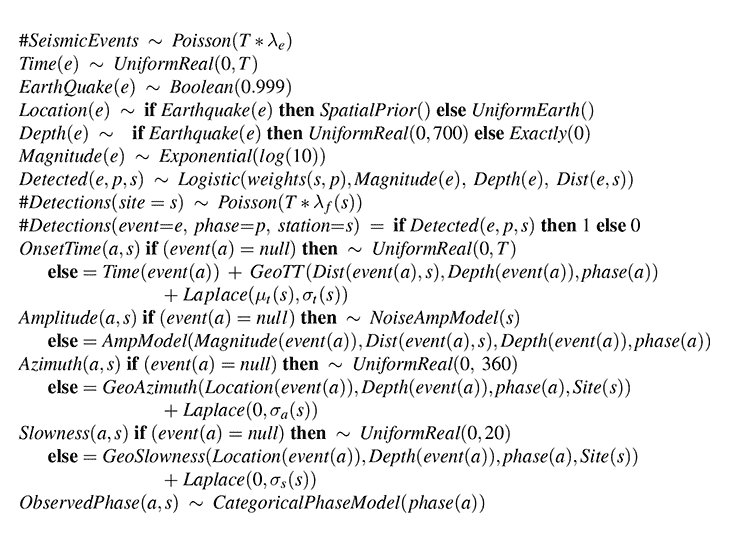 #SeismicEvents ∼ Poisson(T ∗ λe)
Time(e) ∼ UniformReal(0,T)
EarthQuake(e) ∼ Boolean(0.999)
Location(e) ∼ if Earthquake(e) then SpatialPrior() else UniformEarth()
Depth(e) ∼ if Earthquake(e) then UniformReal(0,700) else Exactly(0)
Magnitude(e) ∼ Exponential(log(10))
Detected(e, p,s) ∼ Logistic(weights(s, p),Magnitude(e), Depth(e), Dist(e,s))
#Detections(site = s) ∼ Poisson(T ∗ λf(s))
#Detections(event=e, phase=p, station=s) = if Detected(e, p,s) then 1 else 0
OnsetTime(a,s) if (event(a) = null) then ∼ UniformReal(0,T)
else = Time(event(a)) + GeoTT(Dist(event(a),s),Depth(event(a)),phase(a))
+ Laplace(μt(s),σt(s))
Amplitude(a,s) if (event(a) = null) then ∼ NoiseAmpModel(s)
else = AmpModel(Magnitude(event(a)),Dist(event(a),s),Depth(event(a)),phase(a))
Azimuth(a,s) if (event(a) = null) then ∼ UniformReal(0, 360)
else = GeoAzimuth(Location(event(a)),Depth(event(a)),phase(a),Site(s))
+ Laplace(0,σa(s))
Slowness(a,s) if (event(a) = null) then ∼ UniformReal(0,20)
else = GeoSlowness(Location(event(a)),Depth(event(a)),phase(a),Site(s))
+ Laplace(0,σs(s))
ObservedPhase(a,s) ∼ CategoricalPhaseModel(phase(a))